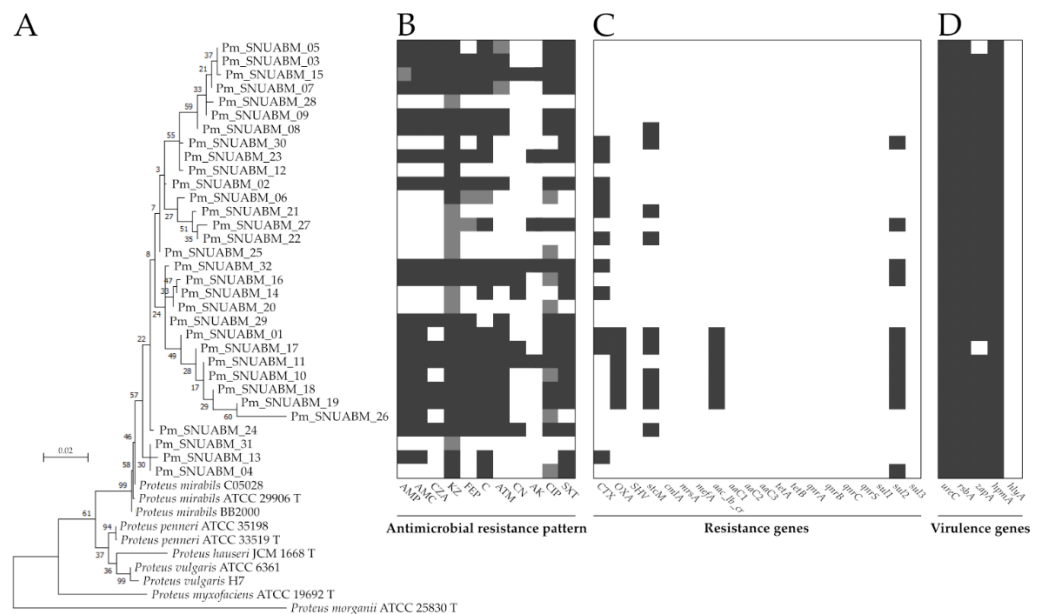 A
B
C
D
Pm_SNUABM_05
37
Pm_SNUABM_03
21
Pm_SNUABM_15
33
Pm_SNUABM_07
Pm_SNUABM_28
59
Pm_SNUABM_09
Pm_SNUABM_08
55
Pm_SNUABM_30
Pm_SNUABM_23
3
Pm_SNUABM_12
Pm_SNUABM_02
Pm_SNUABM_06
7
27
Pm_SNUABM_21
51
Pm_SNUABM_27
35
Pm_SNUABM_22
8
Pm_SNUABM_25
Pm_SNUABM_32
47
Pm_SNUABM_16
Pm_SNUABM_14
24
Pm_SNUABM_20
Pm_SNUABM_29
22
Pm_SNUABM_01
49
Pm_SNUABM_17
28
Pm_SNUABM_11
Pm_SNUABM_10
17
Pm_SNUABM_18
57
29
Pm_SNUABM_19
60
Pm_SNUABM_26
46
Pm_SNUABM_24
Pm_SNUABM_31
0.02
58
30
Pm_SNUABM_13
Pm_SNUABM_04
99
Proteus mirabils C05028
Proteus mirabils ATCC 29906 T
61
Proteus mirabils BB2000
94
Proteus penneri ATCC 35198
Proteus penneri ATCC 33519 T
37
Proteus hauseri JCM 1668 T
36
Proteus vulgaris ATCC 6361
99
Proteus vulgaris H7
Proteus myxofaciens ATCC 19692 T
Proteus morganii ATCC 25830 T
AMP
AMC
CZA
KZ
FEP
C
ATM
CN
AK
CIP
SXT
Antimicrobial resistance pattern
CTX
OXA
SHV
stcM
cmlA
mrsA
mefA
aac_Ib_cr
aaC1
aaC2
aaC3
tetA
tetB
qnrA
qnrB
qnrC
qnrS
sul1
sul2
sul3
Resistance genes
ureC
rsbA
zapA
hpmA
hlyA
Virulence genes